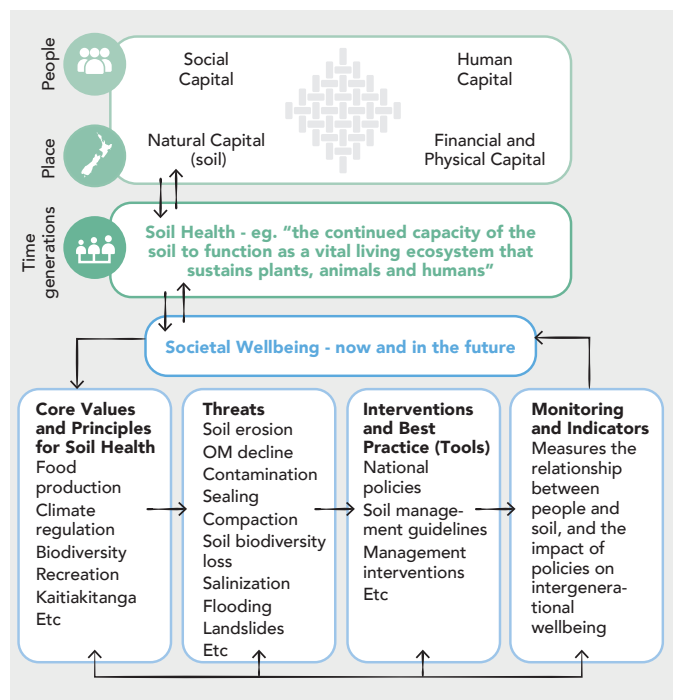 People
Social
Capital
Human
Capital
Place
Natural Capital
(soil)
Financial and
Physical Capital
Time
generations
Soil Health - eg. “the continued capacity of the
soil to function as a vital living ecosystem that
sustains plants, animals and humans”
Societal Wellbeing - now and in the future
Core Values
and Principles
for Soil Health
Food
production
Climate
regulation
Biodiversity
Recreation
Kaitiakitanga
Etc
Threats
Soil erosion
OM decline
Contamination
Sealing
Compaction
Soil biodiversity
loss
Salinization
Flooding
Landslides
Etc
Interventions
and Best
Practice (Tools)
National
policies
Soil manage-
ment guidelines
Management
interventions
Etc
Monitoring
and Indicators
Measures the
relationship
between
people and
soil, and the
impact of
policies on
intergenera-
tional
wellbeing